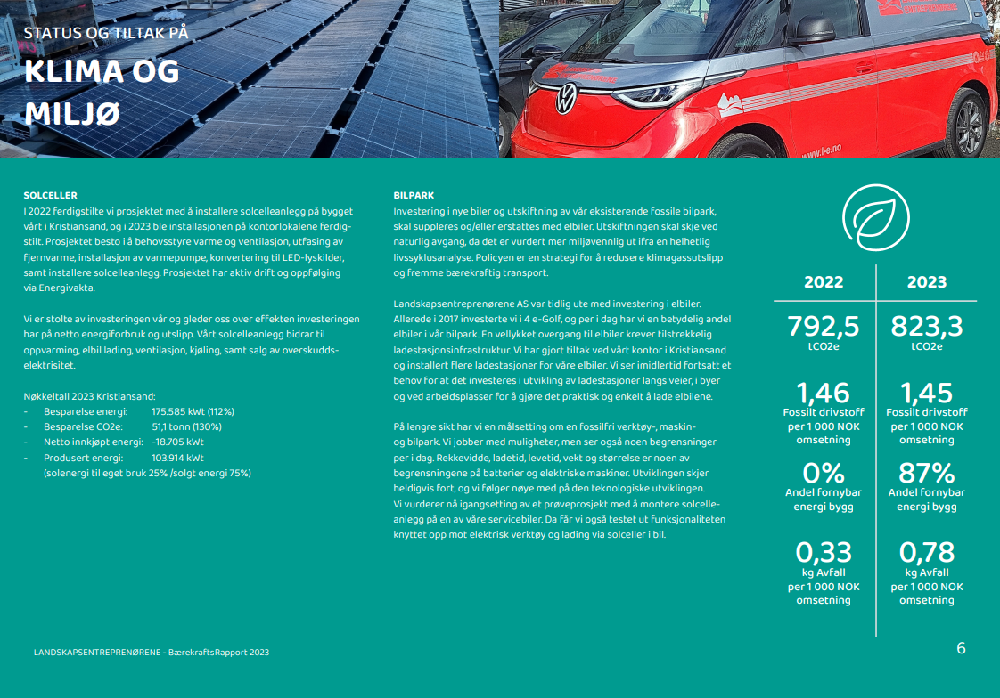 STATUS OG TILTAK PÅ
KLIMA OG
MILJØ
www.l-e.no
SOLCELLER
I 2022 ferdigstilte vi prosjektet med å installere solcelleanlegg på bygget
vårt i Kristiansand, og i 2023 ble installasjonen på kontorlokalene ferdig-
stilt. Prosjektet besto i å behovsstyre varme og ventilasjon, utfasing av
fjernvarme, installasjon av varmepumpe, konvertering til LED-lyskilder,
samt installere solcelleanlegg. Prosjektet har aktiv drift og oppfølging
via Energivakta.
Vi er stolte av investeringen vår og gleder oss over effekten investeringen
har på netto energiforbruk og utslipp. Vårt solcelleanlegg bidrar til
oppvarming, elbil lading, ventilasjon, kjøling, samt salg av overskudds-
elektrisitet.
Nøkkeltall 2023 Kristiansand:
- Besparelse energi: 175.585 kWt (112%)
- Besparelse CO2e: 51,1 tonn (130%)
- Netto innkjøpt energi: -18.705 kWt
- Produsert energi: 103.914 kWt
(solenergi til eget bruk 25% /solgt energi 75%)
BILPARK
Investering i nye biler og utskiftning av vår eksisterende fossile bilpark,
skal suppleres og/eller erstattes med elbiler. Utskiftningen skal skje ved
naturlig avgang, da det er vurdert mer miljøvennlig ut ifra en helhetlig
livssyklusanalyse. Policyen er en strategi for å redusere klimagassutslipp
og fremme bærekraftig transport.
Landskapsentreprenørene AS var tidlig ute med investering i elbiler.
Allerede i 2017 investerte vi i 4 e-Golf, og per i dag har vi en betydelig andel
elbiler i vår bilpark. En vellykket overgang til elbiler krever tilstrekkelig
ladestasjonsinfrastruktur. Vi har gjort tiltak ved vårt kontor i Kristiansand
og installert flere ladestasjoner for våre elbiler. Vi ser imidlertid fortsatt et
behov for at det investeres i utvikling av ladestasjoner langs veier, i byer
og ved arbeidsplasser for å gjøre det praktisk og enkelt å lade elbilene.
På lengre sikt har vi en målsetting om en fossilfri verktøy-, maskin-
og bilpark. Vi jobber med muligheter, men ser også noen begrensninger
per i dag. Rekkevidde, ladetid, levetid, vekt og størrelse er noen av
begrensningene på batterier og elektriske maskiner. Utviklingen skjer
heldigvis fort, og vi følger nøye med på den teknologiske utviklingen.
Vi vurderer nå igangsetting av et prøveprosjekt med å montere solcelle-
anlegg på en av våre servicebiler. Da får vi også testet ut funksjonaliteten
knyttet opp mot elektrisk verktøy og lading via solceller i bil.
2022 2023
792,5 823,3
tCO2e tCO2e
1,46 1,45
Fossilt drivstoff Fossilt drivstoff
per 1 000 NOK per 1 000 NOK
omsetning omsetning
0% 87%
Andel fornybar Andel fornybar
energi bygg energi bygg
0,33 0,78
kg Avfall kg Avfall
per 1 000 NOK per 1 000 NOK
omsetning omsetning
LANDSKAPSENTREPRENØRENE - BærekraftsRapport 2023
6